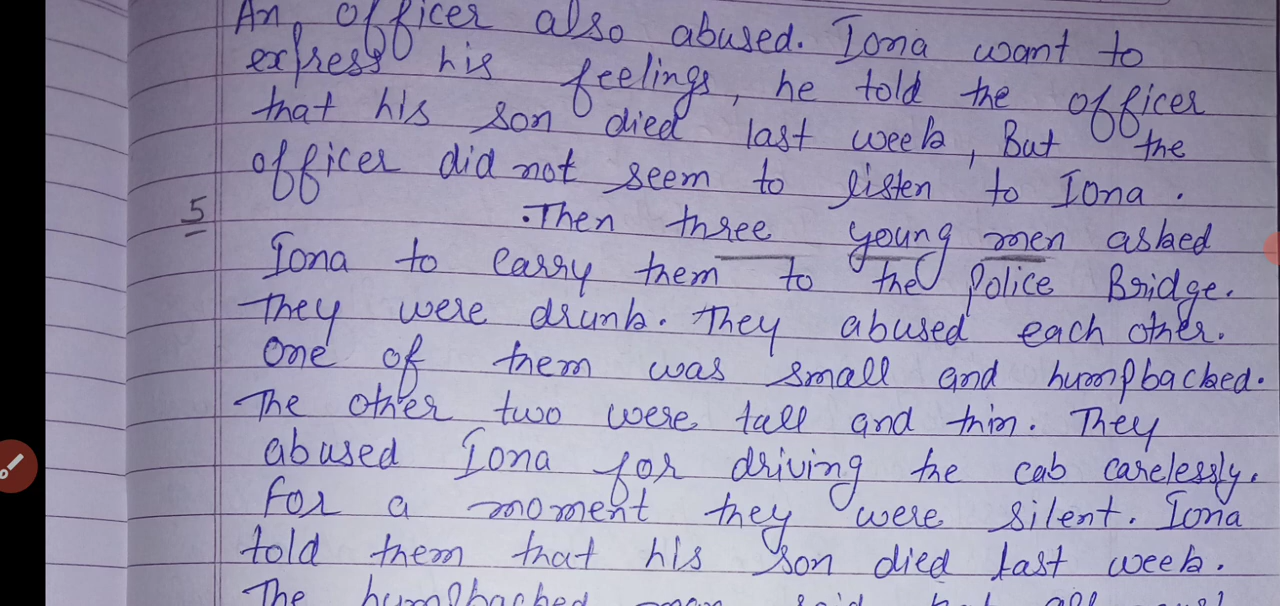 An officer also abused. Iona want to
express his feelings, he told the officer
that his son died last week, But the
officer did not seem to listen to Iona.
5
.Then three young men asked
Iona to carry them to the Police Bridge.
They were drunk. They abused each other.
One of them was small and humpbacked.
The other two were tall and thin. They
abused Iona for driving the cab carelessly.
For a moment they were silent. Iona
told them that his son died last week.
The humpbacked man said